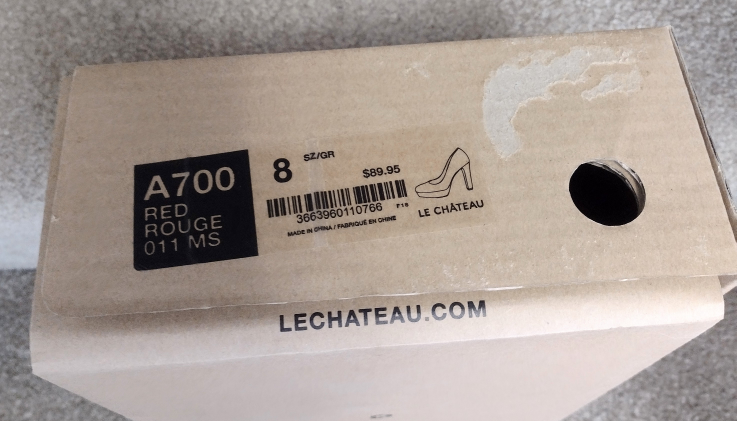 A700
RED
ROUGE
011 MS
8 SZ/GR
$89.95
3663960110766 F16
MADE IN CHINA / FABRIQUÉ EN CHINE
LE CHÂTEAU
LECHATEAU.COM